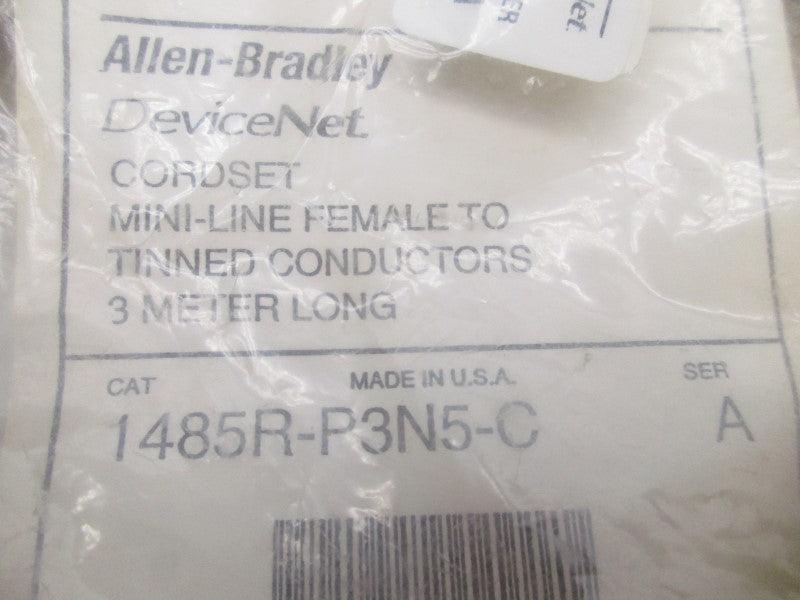 Allen-Bradley
DeviceNet
CORDSET
MINI-LINE FEMALE TO
TINNED CONDUCTORS
3 METER LONG
CAT
MADE IN U.S.A.
SER
1485R-P3N5-C
A